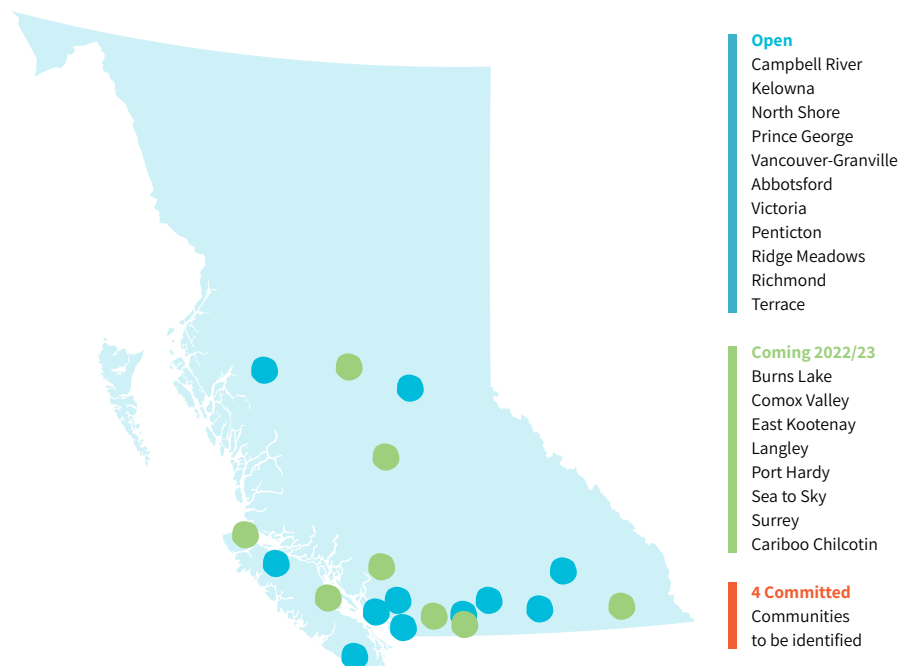 Open
Campbell River
Kelowna
North Shore
Prince George
Vancouver-Granville
Abbotsford
Victoria
Penticton
Ridge Meadows
Richmond
Terrace
Coming 2022/23
Burns Lake
Comox Valley
East Kootenay
Langley
Port Hardy
Sea to Sky
Surrey
Cariboo Chilcotin
4 Committed
Communities
to be identified